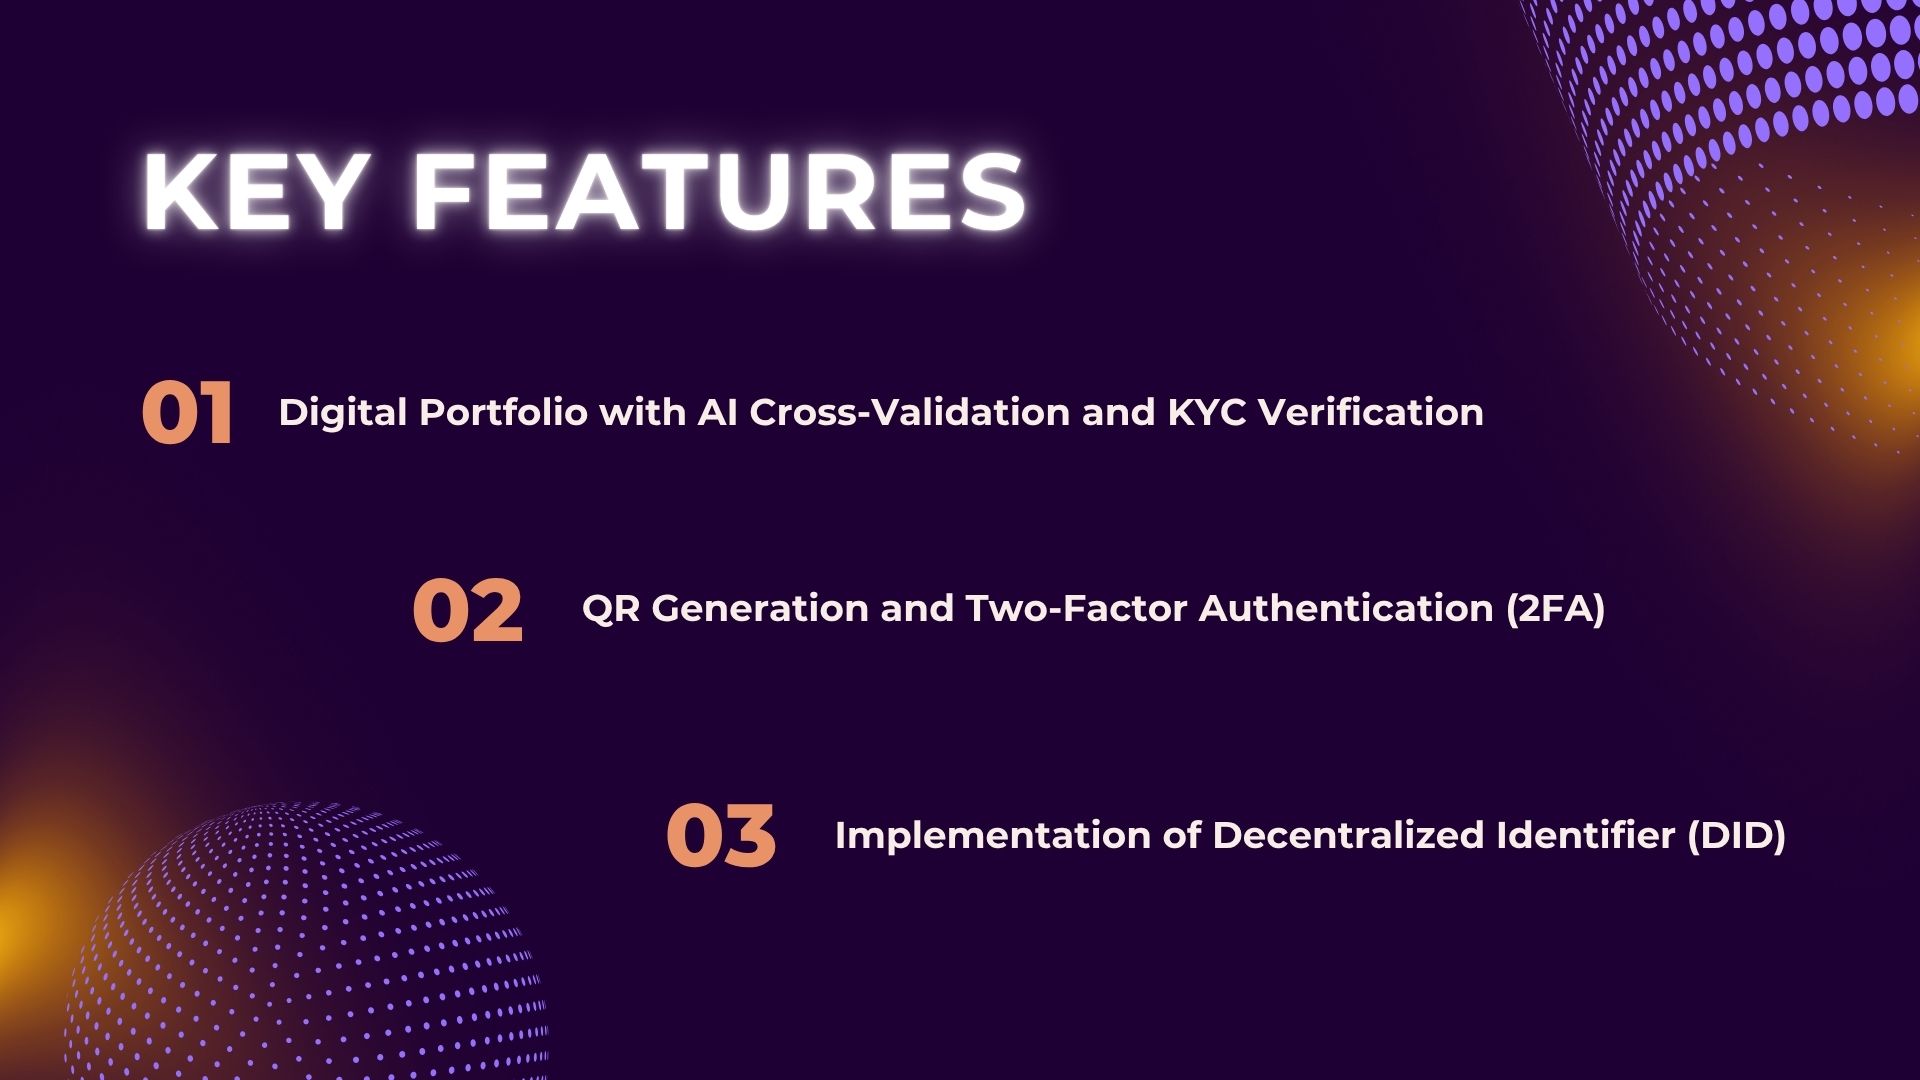 KEY FEATURES
01 Digital Portfolio with AI Cross-Validation and KYC Verification
02 QR Generation and Two-Factor Authentication (2FA)
03 Implementation of Decentralized Identifier (DID)